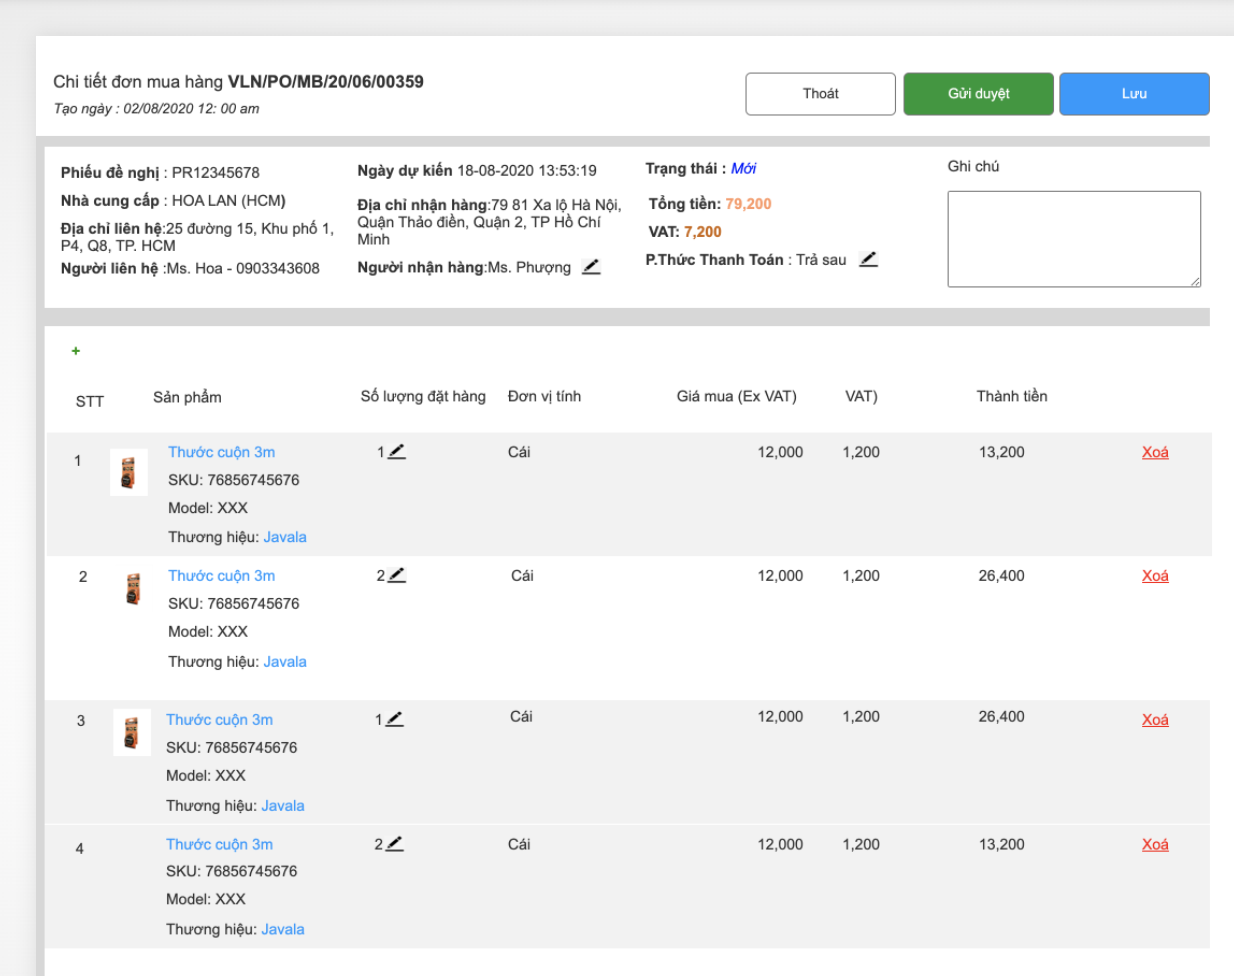 Chi tiết đơn mua hàng VLN/PO/MB/20/06/00359
Tạo ngày : 02/08/2020 12: 00 am
Thoát
Gửi duyệt
Lưu
Phiếu đề nghị : PR12345678
Nhà cung cấp : HOA LAN (HCM)
Địa chỉ liên hệ:25 đường 15, Khu phố 1,
P4, Q8, TP. HCM
Người liên hệ :Ms. Hoa - 0903343608
Ngày dự kiến 18-08-2020 13:53:19
Địa chỉ nhận hàng:79 81 Xa lộ Hà Nội,
Quận Thảo điền, Quận 2, TP Hồ Chí
Minh
Người nhận hàng:Ms. Phượng
Trạng thái : Mới
Tổng tiền: 79,200
VAT: 7,200
P.Thức Thanh Toán : Trả sau
Ghi chú
+
STT Sản phẩm Số lượng đặt hàng Đơn vị tính Giá mua (Ex VAT) VAT) Thành tiền
1 Thước cuộn 3m 1 Cái 12,000 1,200 13,200 Xoá
SKU: 76856745676
Model: XXX
Thương hiệu: Javala
2 Thước cuộn 3m 2 Cái 12,000 1,200 26,400 Xoá
SKU: 76856745676
Model: XXX
Thương hiệu: Javala
3 Thước cuộn 3m 1 Cái 12,000 1,200 26,400 Xoá
SKU: 76856745676
Model: XXX
Thương hiệu: Javala
4 Thước cuộn 3m 2 Cái 12,000 1,200 13,200 Xoá
SKU: 76856745676
Model: XXX
Thương hiệu: Javala